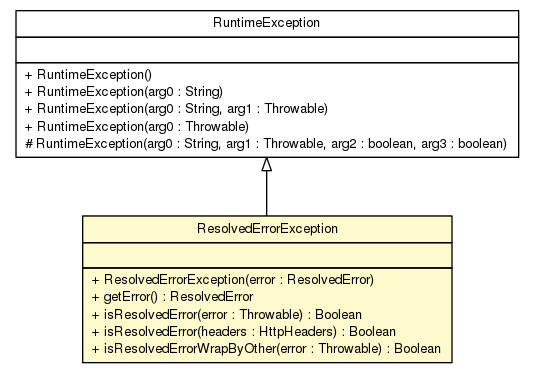 RuntimeException
+ RuntimeException()
+ RuntimeException(arg0 : String)
+ RuntimeException(arg0 : String, arg1 : Throwable)
+ RuntimeException(arg0 : Throwable)
# RuntimeException(arg0 : String, arg1 : Throwable, arg2 : boolean, arg3 : boolean)
ResolvedErrorException
+ ResolvedErrorException(error : ResolvedError)
+ getError() : ResolvedError
+ isResolvedError(error : Throwable) : Boolean
+ isResolvedError(headers : HttpHeaders) : Boolean
+ isResolvedErrorWrapByOther(error : Throwable) : Boolean